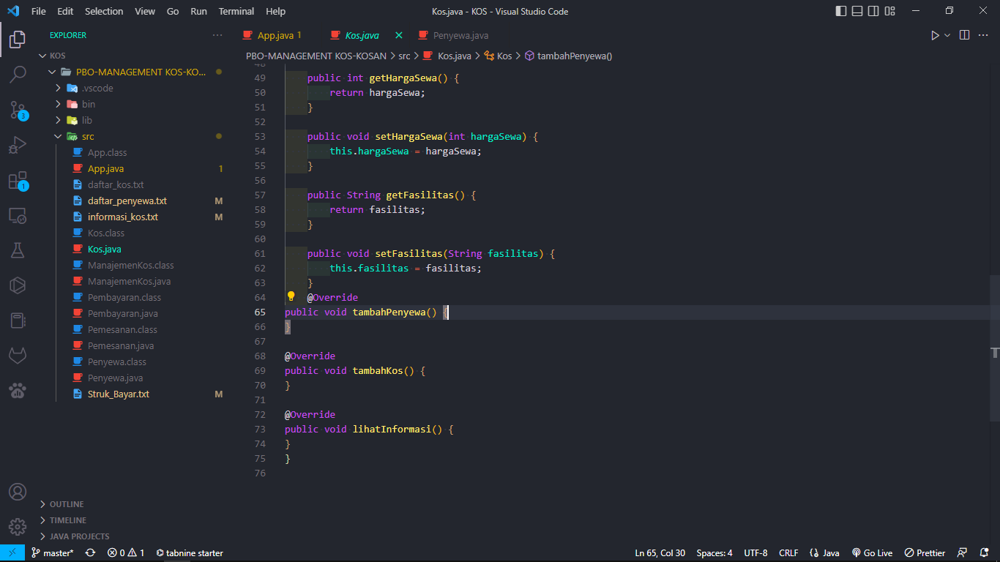 File Edit Selection View Go Run Terminal Help
Kos.java - KOS - Visual Studio Code
EXPLORER
KOS
PBO-MANAGEMENT KOS-KO...
.vscode
bin
lib
src
App.class
App.java 1
daftar_kos.txt
daftar_penyewa.txt M
informasi_kos.txt M
Kos.class
Kos.java
ManajemenKos.class
ManajemenKos.java
Pembayaran.class
Pembayaran.java
Pemesanan.class
Pemesanan.java
Penyewa.class
Penyewa.java
Struk_Bayar.txt M
OUTLINE
TIMELINE
JAVA PROJECTS
3
1
App.java 1 Kos.java Penyewa.java
PBO-MANAGEMENT KOS-KOSAN > src > Kos.java > Kos > tambahPenyewa()
48
49 public int getHargaSewa() {
50 return hargaSewa;
51 }
52
53 public void setHargaSewa(int hargaSewa) {
54 this.hargaSewa = hargaSewa;
55 }
56
57 public String getFasilitas() {
58 return fasilitas;
59 }
60
61 public void setFasilitas(String fasilitas) {
62 this.fasilitas = fasilitas;
63 }
64 @Override
65 public void tambahPenyewa() {
66 }
67
68 @Override
69 public void tambahKos() {
70 }
71
72 @Override
73 public void lihatInformasi() {
74 }
75 }
76
master* 0 1 tabnine starter
Ln 65, Col 30 Spaces: 4 UTF-8 CRLF {} Java Go Live Prettier